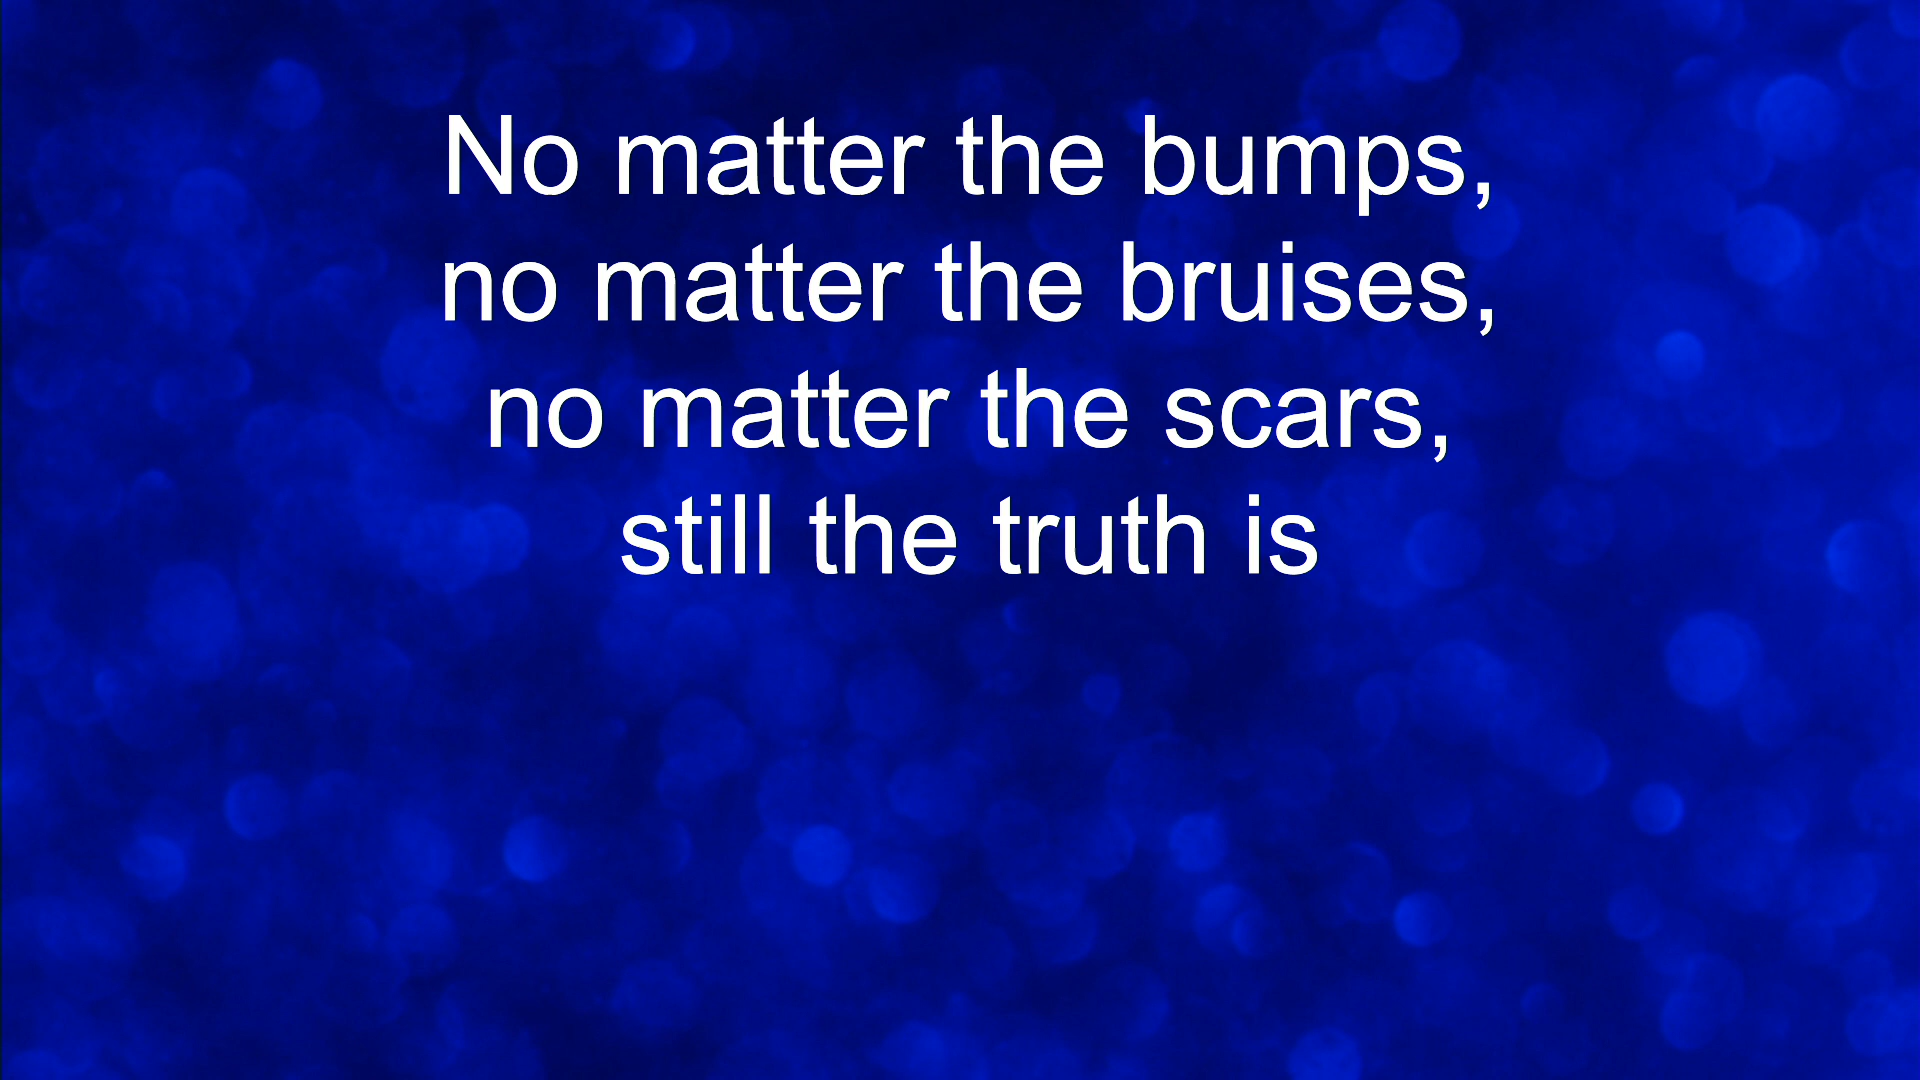 No matter the bumps,
no matter the bruises,
no matter the scars,
still the truth is